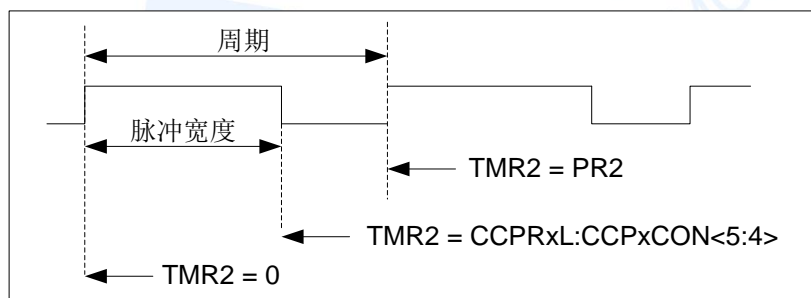 周期
脉冲宽度
TMR2 = PR2
TMR2 = CCPRxL:CCPxCON<5:4>
TMR2 = 0